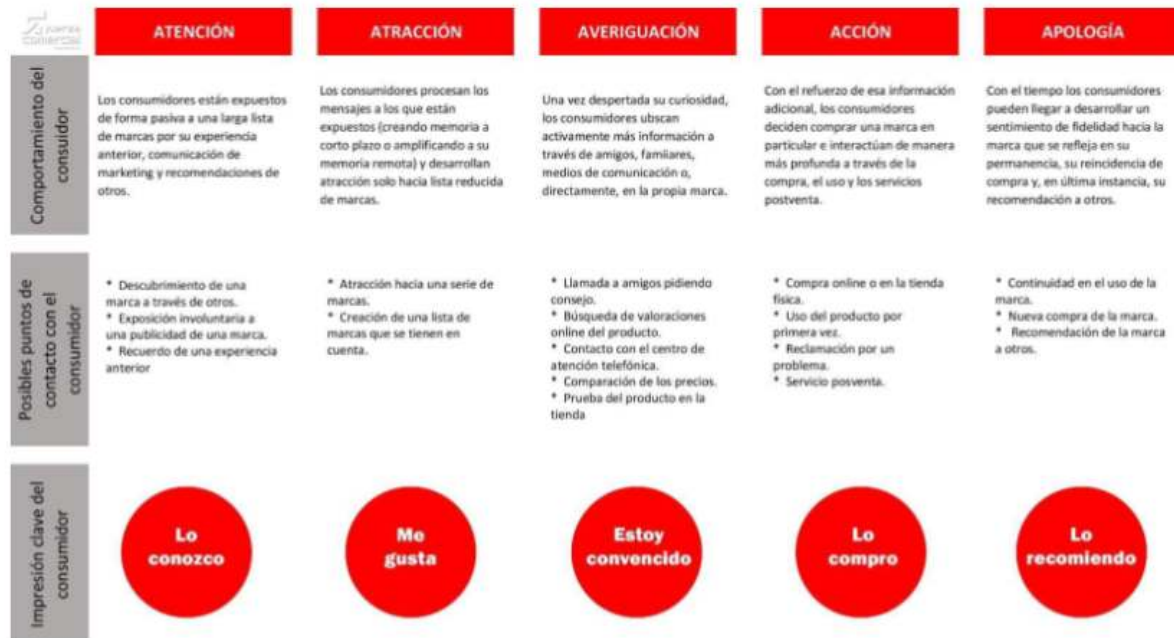 fuerza
comercial
ATENCIÓN
ATRACCIÓN
AVERIGUACIÓN
ACCIÓN
APOLOGÍA
Comportamiento del
consuidor
Los consumidores están expuestos
de forma pasiva a una larga lista
de marcas por su experiencia
anterior, comunicación de
marketing y recomendaciones de
otros.
Los consumidores procesan los
mensajes a los que están
expuestos (creando memoria a
corto plazo o amplificando a su
memoria remota) y desarrollan
atracción solo hacia lista reducida
de marcas.
Una vez despertada su curiosidad,
los consumidores ubscan
activamente más información a
través de amigos, famliares,
medios de comunicación o,
directamente, en la propia marca.
Con el refuerzo de esa información
adicional, los consumidores
deciden comprar una marca en
particular e interactúan de manera
más profunda a través de la
compra, el uso y los servicios
postventa.
Con el tiempo los consumidores
pueden llegar a desarrollar un
sentimiento de fidelidad hacia la
marca que se refleja en su
permanencia, su reincidencia de
compra y, en última instancia, su
recomendación a otros.
Posibles puntos de
contacto con el
consumidor
* Descubrimiento de una
marca a través de otros.
* Exposición involuntaria a
una publicidad de una marca.
* Recuerdo de una experiencia
anterior
* Atracción hacia una serie de
marcas.
* Creación de una lista de
marcas que se tienen en
cuenta.
* Llamada a amigos pidiendo
consejo.
* Búsqueda de valoraciones
online del producto.
* Contacto con el centro de
atención telefónica.
* Comparación de los precios.
* Prueba del producto en la
tienda
* Compra online o en la tienda
física.
* Uso del producto por
primera vez.
* Reclamación por un
problema.
* Servicio posventa.
* Continuidad en el uso de la
marca.
* Nueva compra de la marca.
* Recomendación de la marca
a otros.
Impresión clave del
consumidor
Lo
conozco
Me
gusta
Estoy
convencido
Lo
compro
Lo
recomiendo